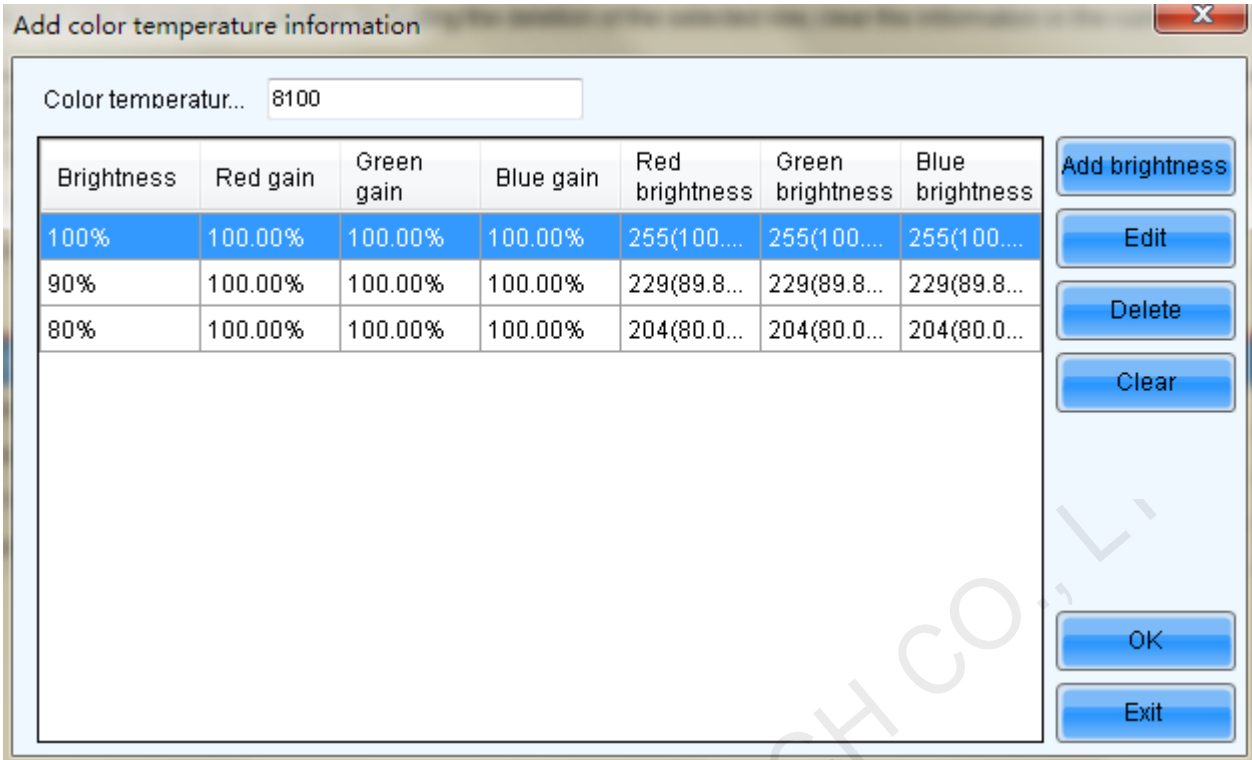 Add color temperature information
Color temperatur... 8100
Brightness Red gain Green gain Blue gain Red brightness Green brightness Blue brightness
100% 100.00% 100.00% 100.00% 255(100.... 255(100.... 255(100....
90% 100.00% 100.00% 100.00% 229(89.8... 229(89.8... 229(89.8...
80% 100.00% 100.00% 100.00% 204(80.0... 204(80.0... 204(80.0...
Add brightness
Edit
Delete
Clear
OK
Exit
CO.,